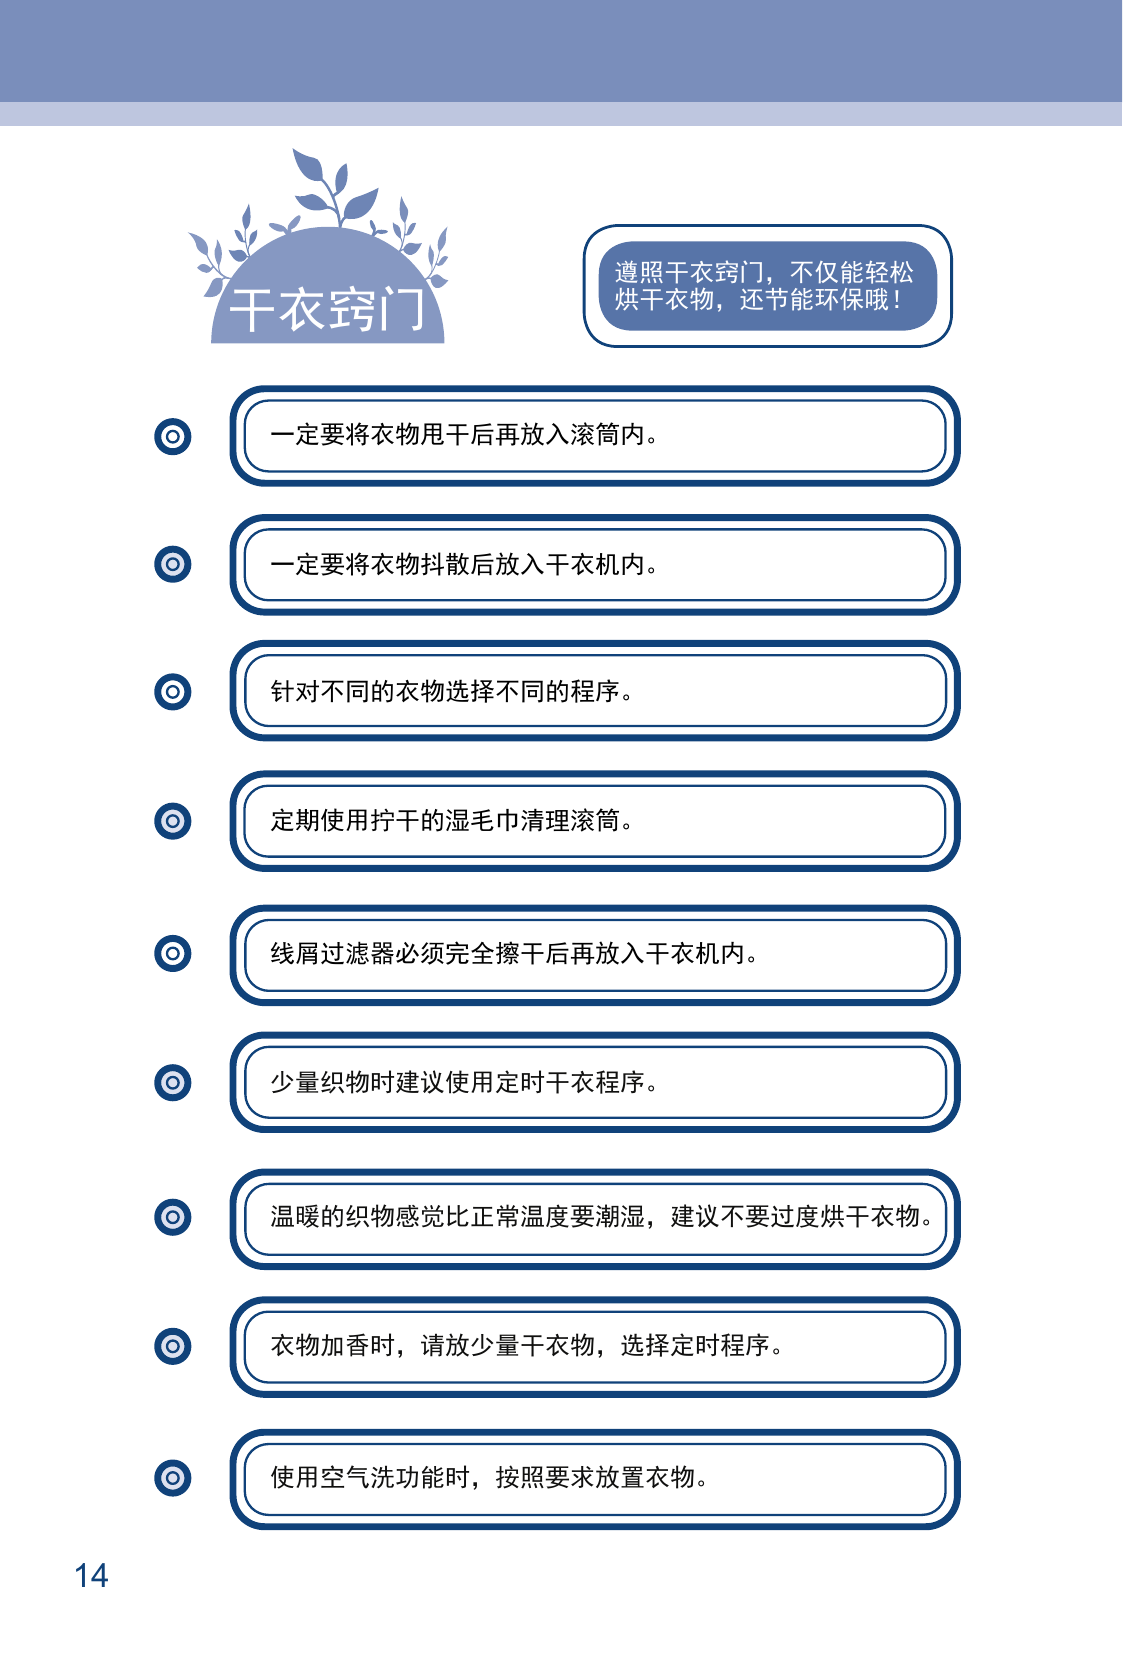 干衣窍门
遵照干衣窍门，不仅能轻松
烘干衣物，还节能环保哦！
一定要将衣物甩干后再放入滚筒内。
一定要将衣物抖散后放入干衣机内。
针对不同的衣物选择不同的程序。
定期使用拧干的湿毛巾清理滚筒。
线屑过滤器必须完全擦干后再放入干衣机内。
少量织物时建议使用定时干衣程序。
温暖的织物感觉比正常温度要潮湿，建议不要过度烘干衣物。
衣物加香时，请放少量干衣物，选择定时程序。
使用空气洗功能时，按照要求放置衣物。
14